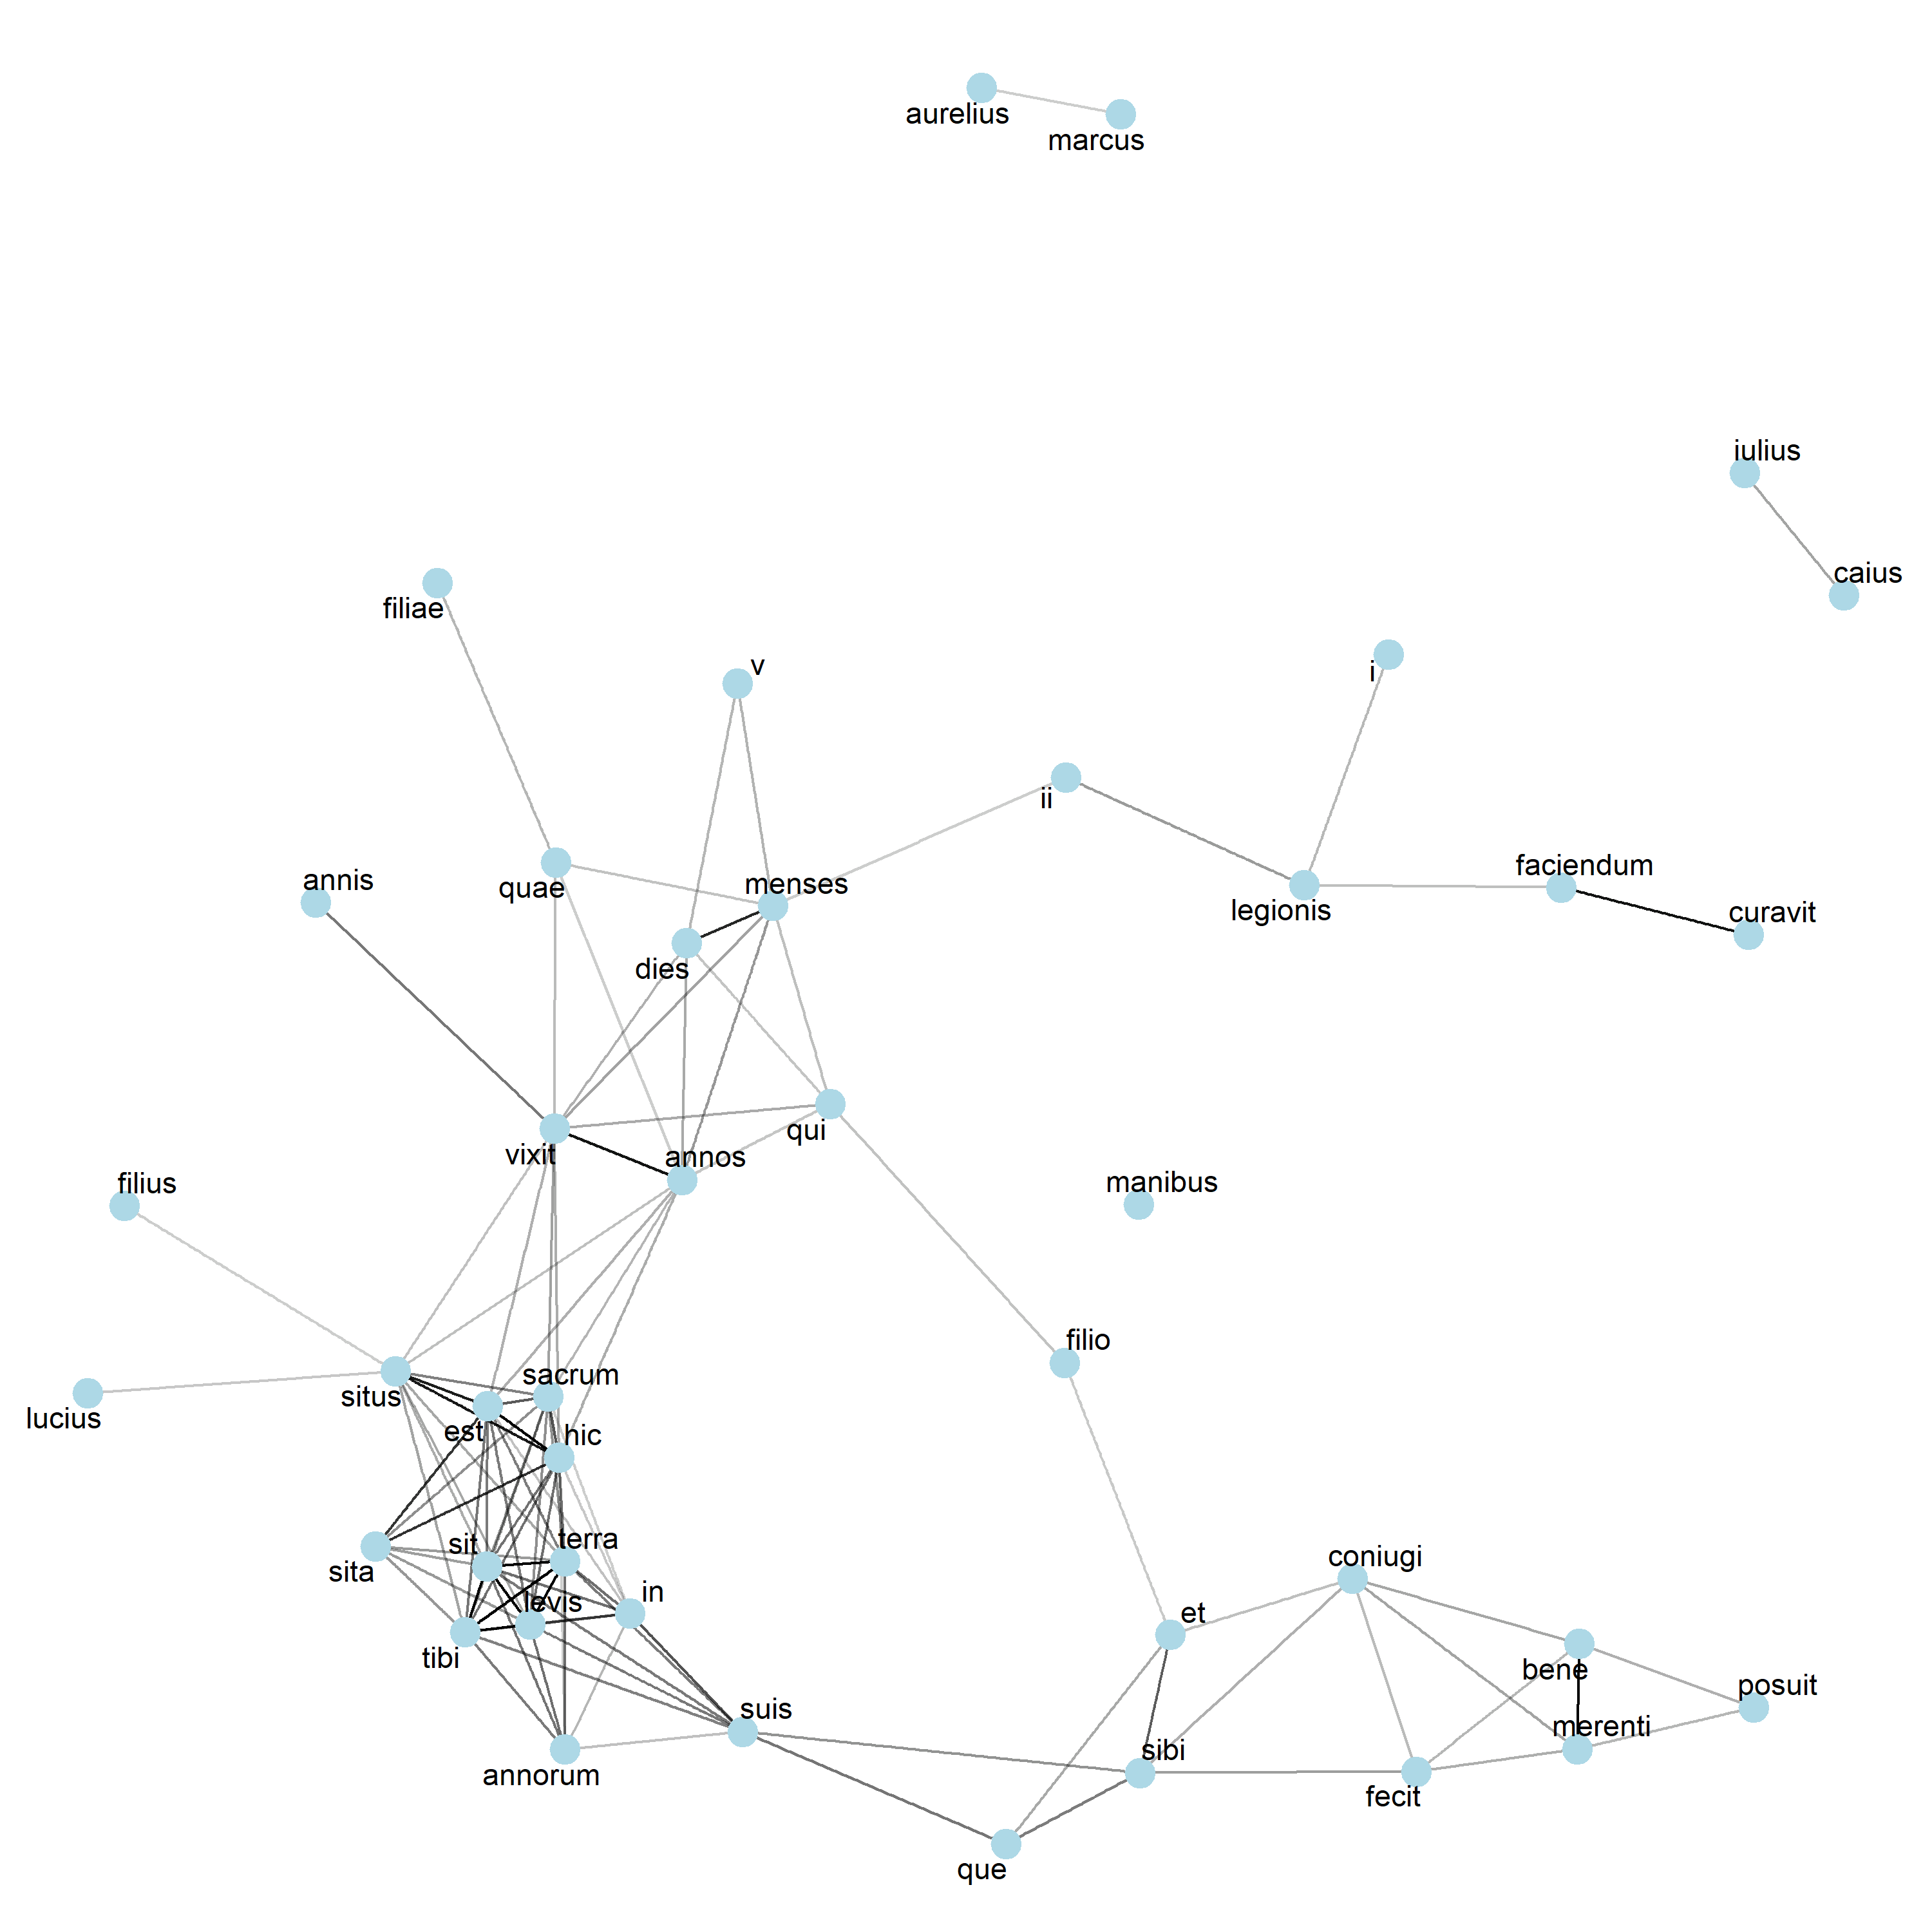 aurelius
marcus
iulius
caius
filiae
v
i
ii
faciendum
annis
quae
menses
legionis
curavit
dies
qui
vixit
annos
filius
manibus
filio
sacrum
situs
lucius
est
hic
terra
sit
coniugi
sita
in
levis
et
tibi
bene
posuit
suis
merenti
sibi
annorum
fecit
que